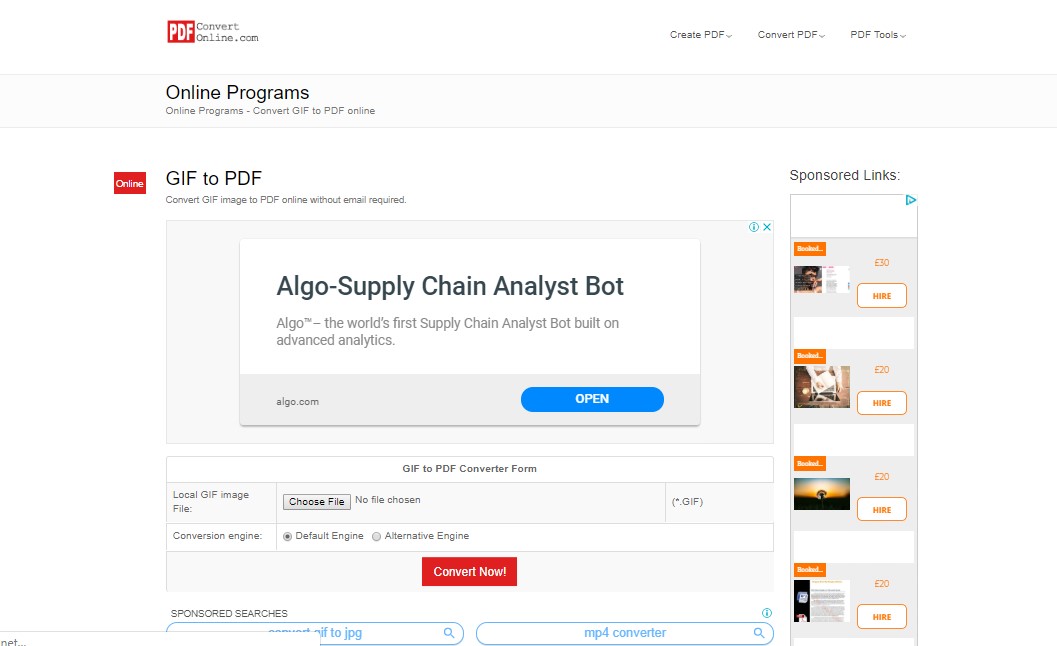 PDF Convert
Online.com
Create PDF
Convert PDF
PDF Tools
Online Programs
Online Programs - Convert GIF to PDF online
Online
GIF to PDF
Convert GIF image to PDF online without email required.
Algo-Supply Chain Analyst Bot
Algo™– the world's first Supply Chain Analyst Bot built on
advanced analytics.
algo.com
OPEN
GIF to PDF Converter Form
Local GIF image
File:
Choose File No file chosen
(*.GIF)
Conversion engine:
Default Engine Alternative Engine
Convert Now!
SPONSORED SEARCHES
convert gif to jpg
mp4 converter
net...
Sponsored Links:
Booked...
£30
HIRE
Booked...
£20
HIRE
Booked...
£20
HIRE
Booked...
£20
HIRE